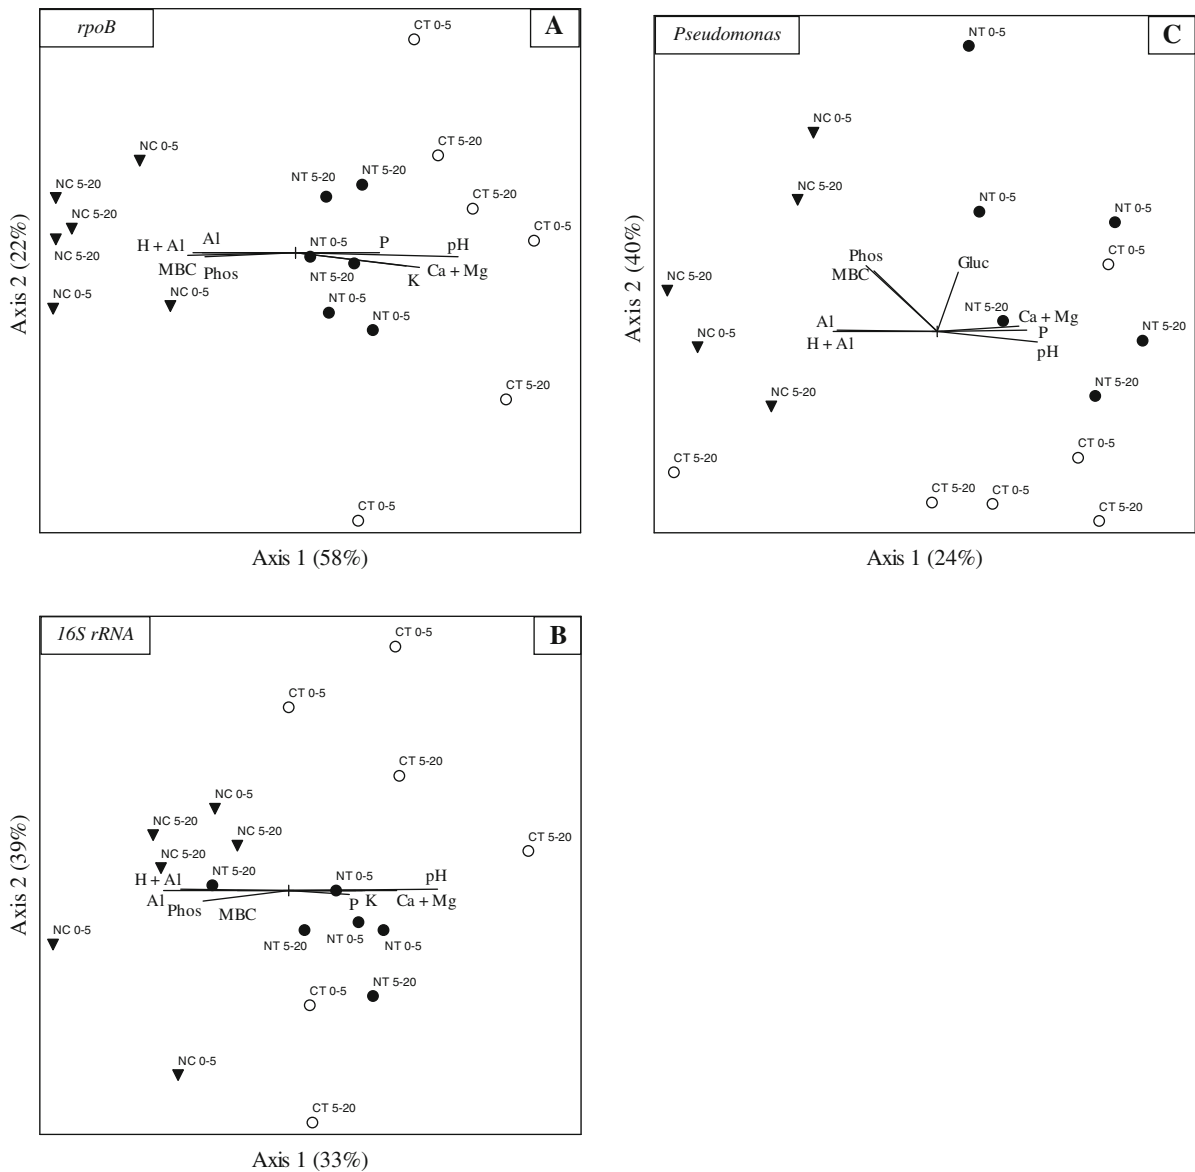 rpoB
A
CT 0-5
CT 5-20
NC 0-5
NT 5-20
NT 5-20
NC 5-20
CT 5-20
NC 5-20
CT 0-5
NC 5-20
H + Al
Al
NT 0-5
P
pH
MBC
Phos
NT 5-20
K
Ca + Mg
NC 0-5
NC 0-5
NT 0-5
NT 0-5
CT 5-20
CT 0-5
Axis 2 (22%)
Axis 1 (58%)
Pseudomonas
C
NT 0-5
NC 0-5
NC 5-20
NT 0-5
NT 0-5
CT 0-5
Phos
MBC
Gluc
NC 5-20
NT 5-20
Ca + Mg
Al
P
H + Al
pH
NT 5-20
NC 0-5
NC 5-20
NT 5-20
CT 0-5
CT 5-20
CT 5-20
CT 0-5
CT 5-20
Axis 2 (40%)
Axis 1 (24%)
16S rRNA
B
CT 0-5
CT 0-5
CT 5-20
NC 0-5
NC 5-20
NC 5-20
CT 5-20
NC 5-20
NT 5-20
H + Al
NT 0-5
pH
Al
Phos
MBC
P
K
Ca + Mg
NT 5-20
NT 0-5
NT 0-5
NC 0-5
CT 0-5
NT 5-20
NC 0-5
CT 5-20
Axis 2 (39%)
Axis 1 (33%)